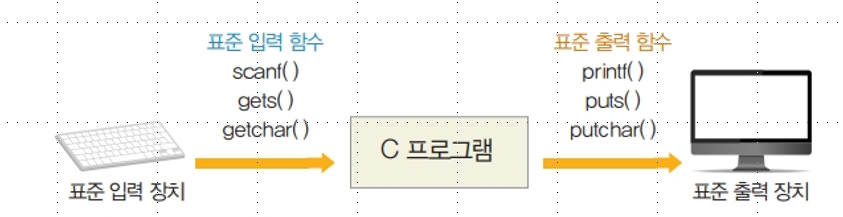 표준 입력 함수
scanf( )
gets( )
getchar( )
표준 출력 함수
printf( )
puts( )
putchar( )
C 프로그램
표준 입력 장치
표준 출력 장치